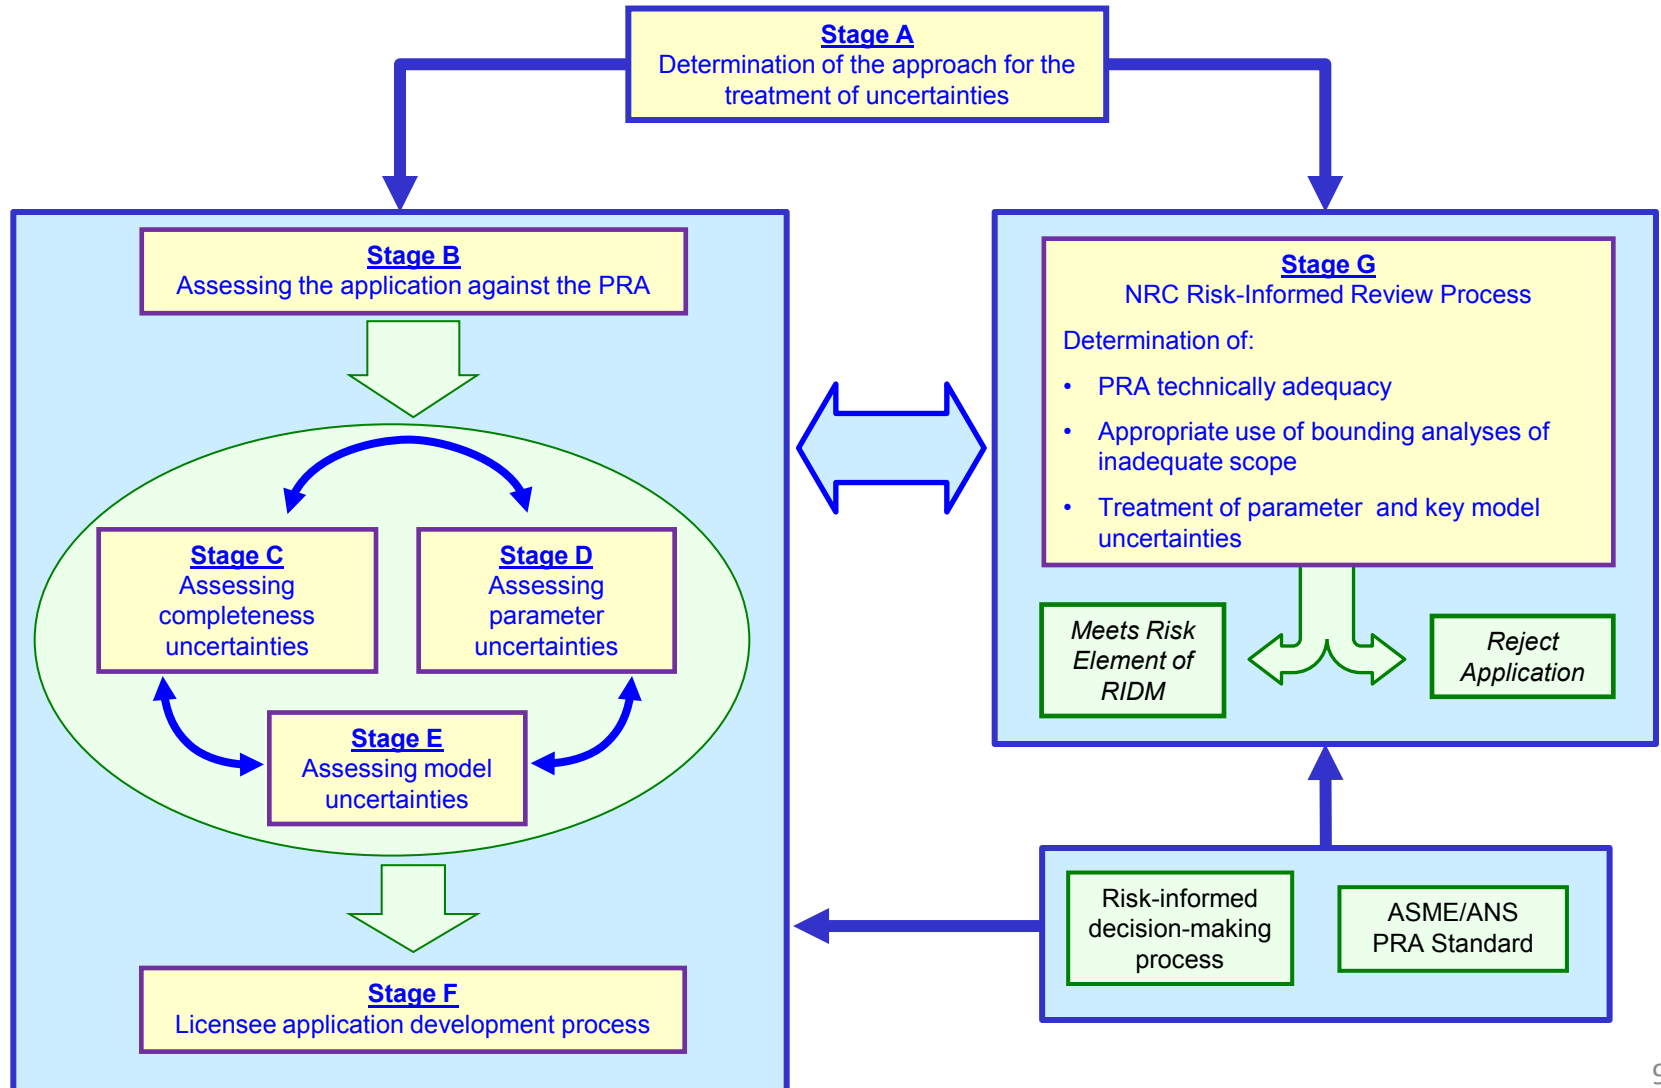 Stage A
Determination of the approach for the
treatment of uncertainties
Stage B
Assessing the application against the PRA
Stage C
Assessing
completeness
uncertainties
Stage D
Assessing
parameter
uncertainties
Stage E
Assessing model
uncertainties
Stage F
Licensee application development process
Stage G
NRC Risk-Informed Review Process
Determination of:
• PRA technically adequacy
• Appropriate use of bounding analyses of
inadequate scope
• Treatment of parameter and key model
uncertainties
Meets Risk
Element of
RIDM
Reject
Application
Risk-informed
decision-making
process
ASME/ANS
PRA Standard